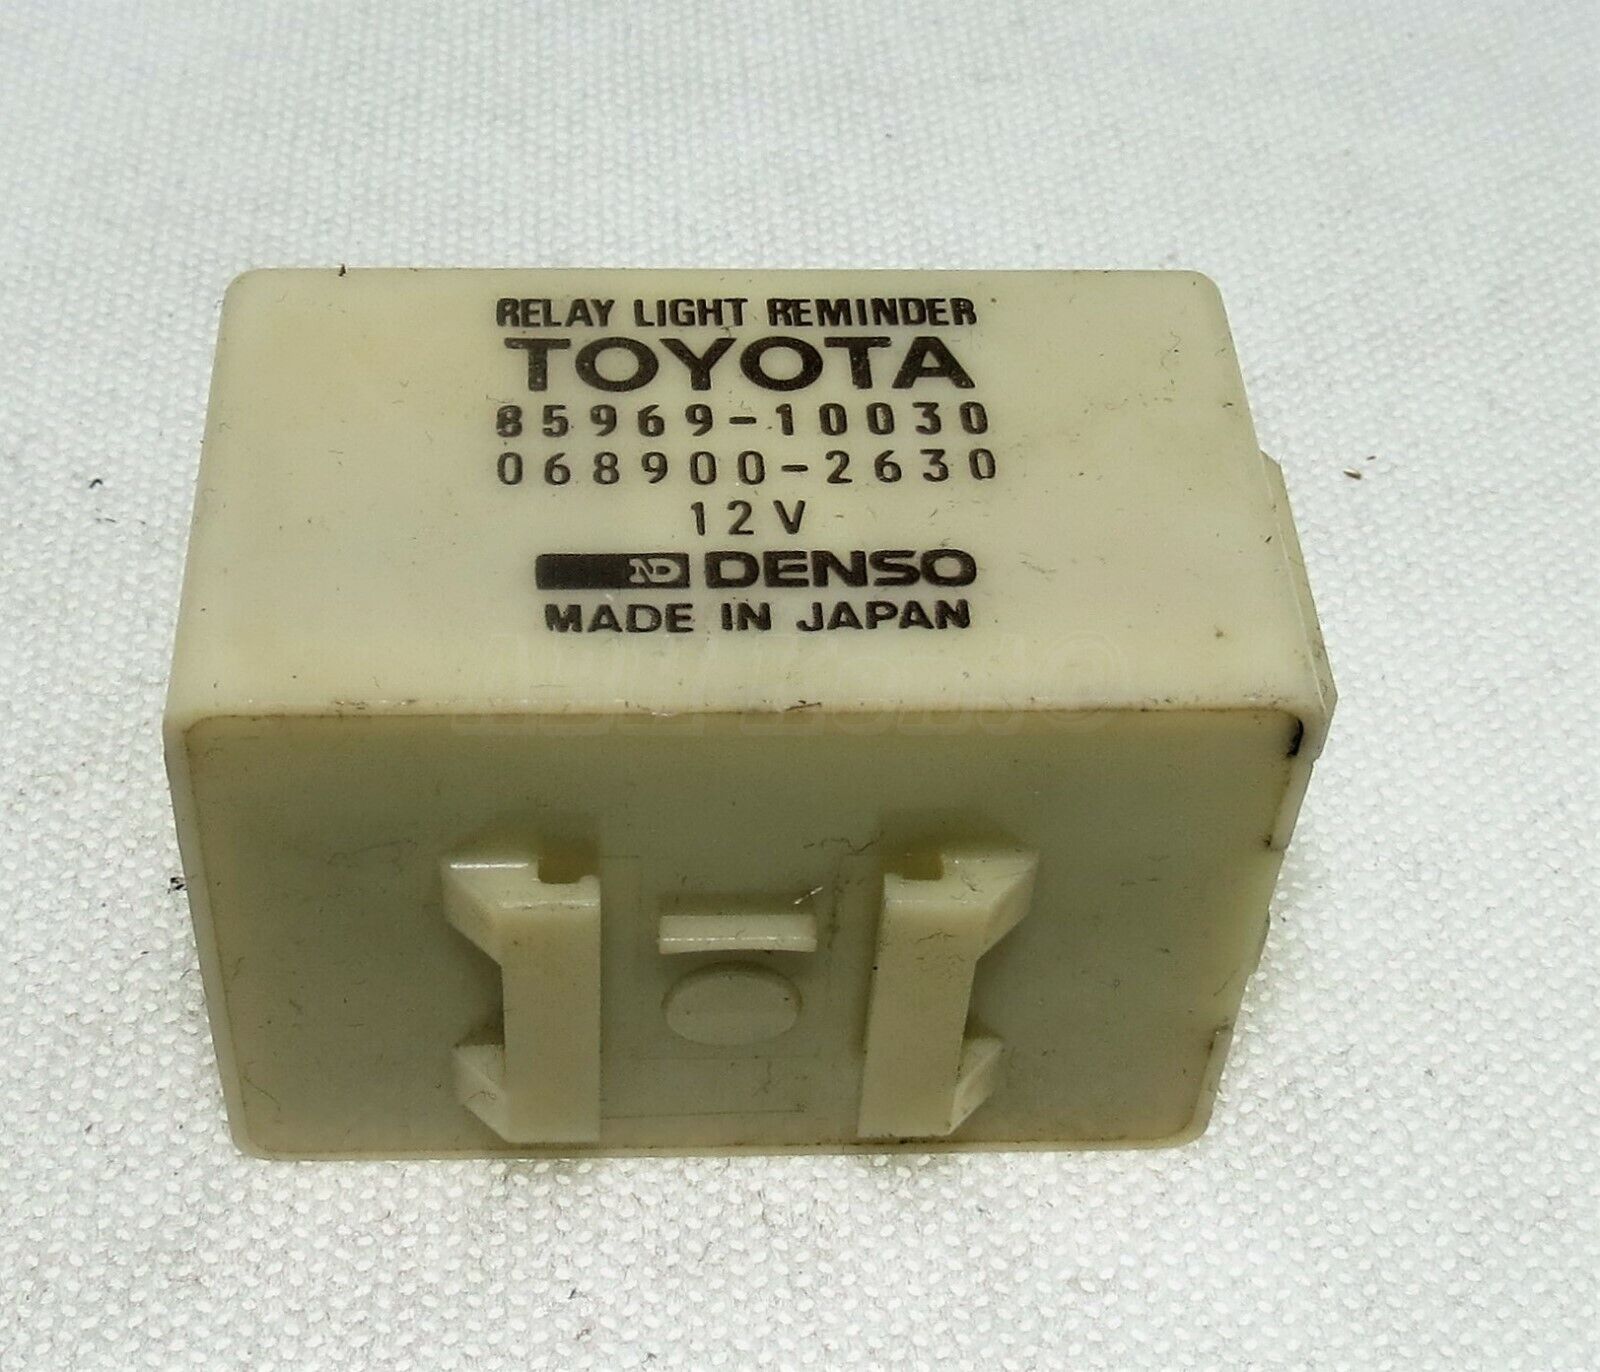 RELAY LIGHT REMINDER
TOYOTA
85969-10030
068900-2630
12V
ND DENSO
MADE IN JAPAN